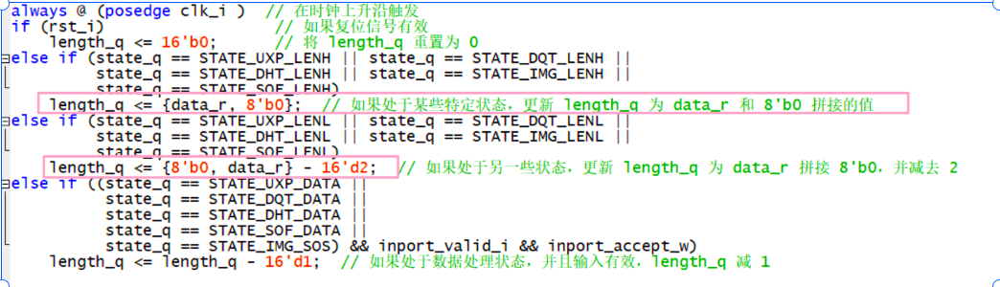 always @ (posedge clk_i )  // 在时钟上升沿触发
if (rst_i)                 // 如果复位信号有效
    length_q <= 16'b0;      // 将 length_q 重置为 0
else if (state_q == STATE_UXP_LENH || state_q == STATE_DQT_LENH ||
         state_q == STATE_DHT_LENH || state_q == STATE_IMG_LENH ||
         state_q == STATE_SOF_LENH)
    length_q <= {data_r, 8'b0};  // 如果处于某些特定状态，更新 length_q 为 data_r 和 8'b0 拼接的值
else if (state_q == STATE_UXP_LENL || state_q == STATE_DQT_LENL ||
         state_q == STATE_DHT_LENL || state_q == STATE_IMG_LENL ||
         state_q == STATE_SOF_LENL)
    length_q <= {8'b0, data_r} - 16'd2;  // 如果处于另一些状态，更新 length_q 为 data_r 拼接 8'b0，并减去 2
else if ((state_q == STATE_UXP_DATA ||
          state_q == STATE_DQT_DATA ||
          state_q == STATE_DHT_DATA ||
          state_q == STATE_SOF_DATA ||
          state_q == STATE_IMG_SOS) && inport_valid_i && inport_accept_w)
    length_q <= length_q - 16'd1;  // 如果处于数据处理状态，并且输入有效，length_q 减 1